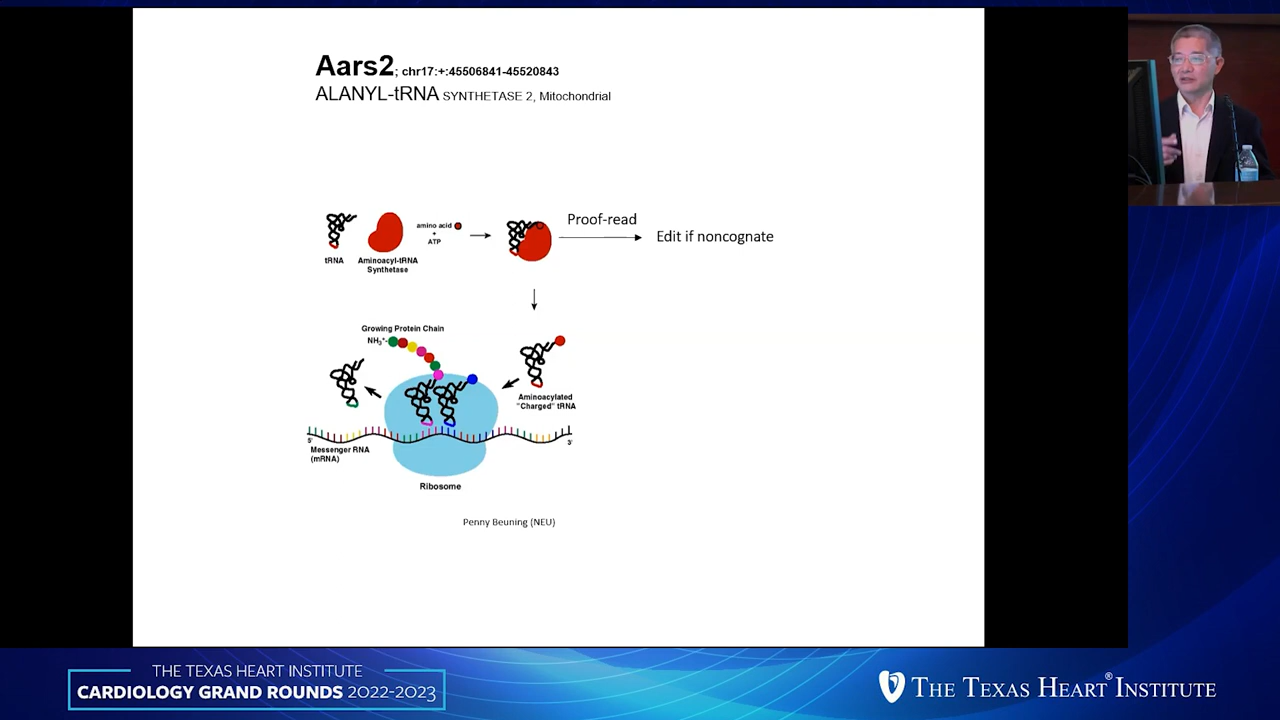 Aars2; chr17:+:45506841-45520843
ALANYL-tRNA SYNTHETASE 2, Mitochondrial
tRNA
Aminoacyl-tRNA
Synthetase
amino acid
+
ATP
Proof-read
Edit if noncognate
Growing Protein Chain
NH3+-
Aminoacylated
"Charged" tRNA
5'
3'
Messenger RNA
(mRNA)
Ribosome
Penny Beuning (NEU)
THE TEXAS HEART INSTITUTE
CARDIOLOGY GRAND ROUNDS 2022-2023
THE TEXAS HEART® INSTITUTE